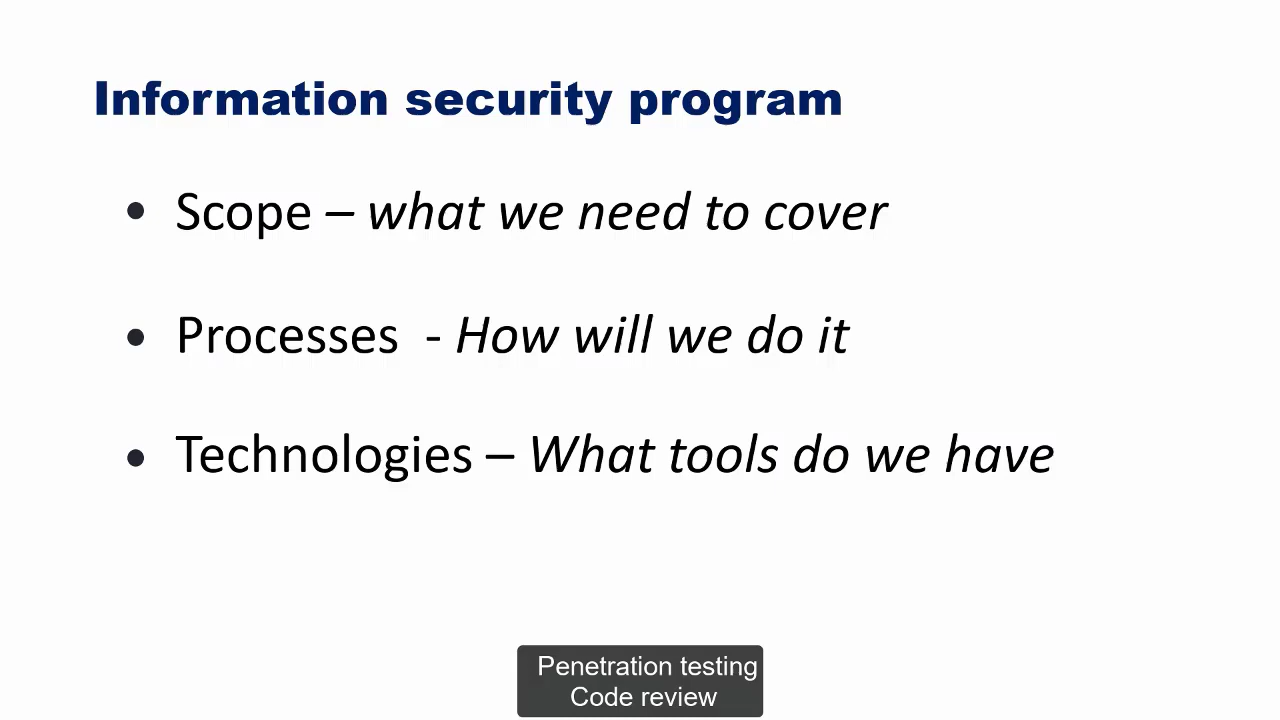 Information security program
• Scope – what we need to cover
• Processes - How will we do it
• Technologies – What tools do we have
Penetration testing
Code review